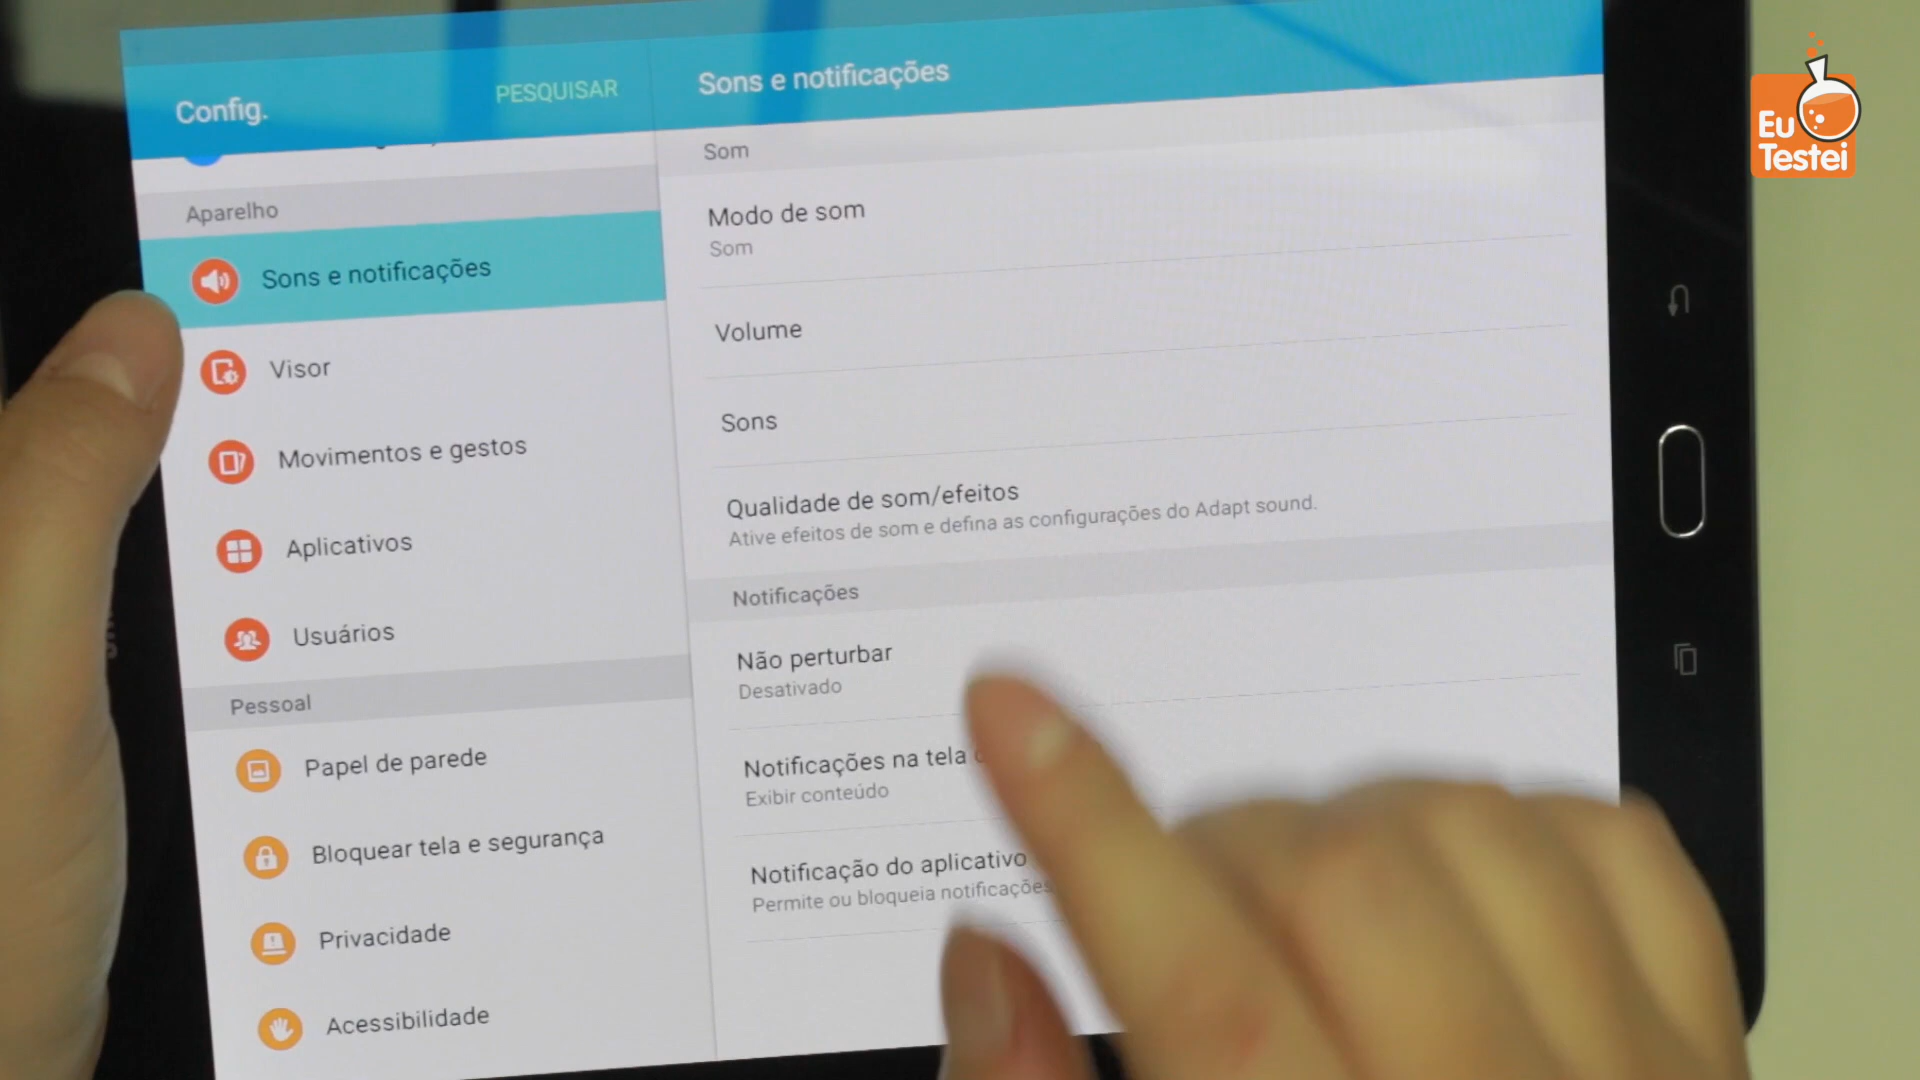 Config.
PESQUISAR
Aparelho
Sons e notificações
Visor
Movimentos e gestos
Aplicativos
Usuários
Pessoal
Papel de parede
Bloquear tela e segurança
Privacidade
Acessibilidade
Sons e notificações
Som
Modo de som
Som
Volume
Sons
Qualidade de som/efeitos
Ative efeitos de som e defina as configurações do Adapt sound.
Notificações
Não perturbar
Desativado
Notificações na tela
Exibir conteúdo
Notificação do aplicativo
Permite ou bloqueia notificações
Eu
Testei